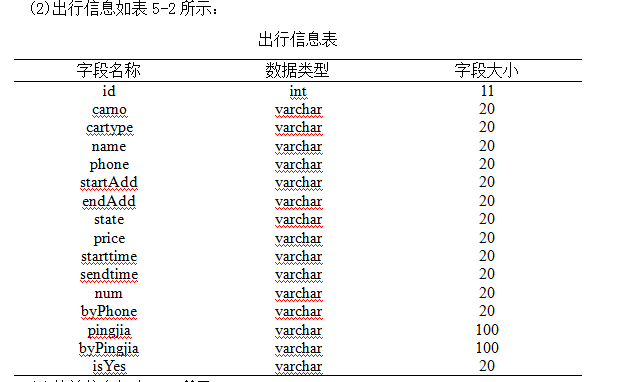 (2)出行信息如表 5-2 所示：
出行信息表
字段名称 数据类型 字段大小
id int 11
carno varchar 20
cartype varchar 20
name varchar 20
phone varchar 20
startAdd varchar 20
endAdd varchar 20
state varchar 20
price varchar 20
starttime varchar 20
sendtime varchar 20
num varchar 20
byPhone varchar 20
pingjia varchar 100
byPingjia varchar 100
isYes varchar 20